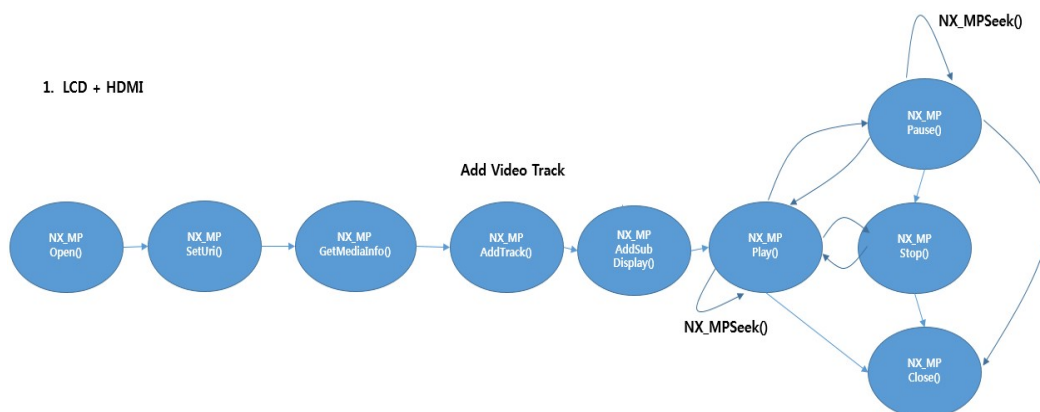 1. LCD + HDMI
NX_MPSeek()
NX_MP
Pause()
Add Video Track
NX_MP
Open()
NX_MP
SetUri()
NX_MP
GetMediaInfo()
NX_MP
AddTrack()
NX_MP
AddSub
Display()
NX_MP
Play()
NX_MP
Stop()
NX_MPSeek()
NX_MP
Close()